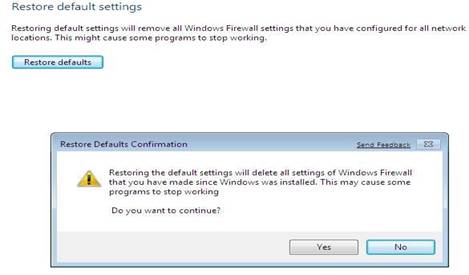 Restore default settings
Restoring default settings will remove all Windows Firewall settings that you have configured for all network
locations. This might cause some programs to stop working.
Restore defaults
Restore Defaults Confirmation
Send Feedback
Restoring the default settings will delete all settings of Windows Firewall
that you have made since Windows was installed. This may cause some
programs to stop working
Do you want to continue?
Yes
No